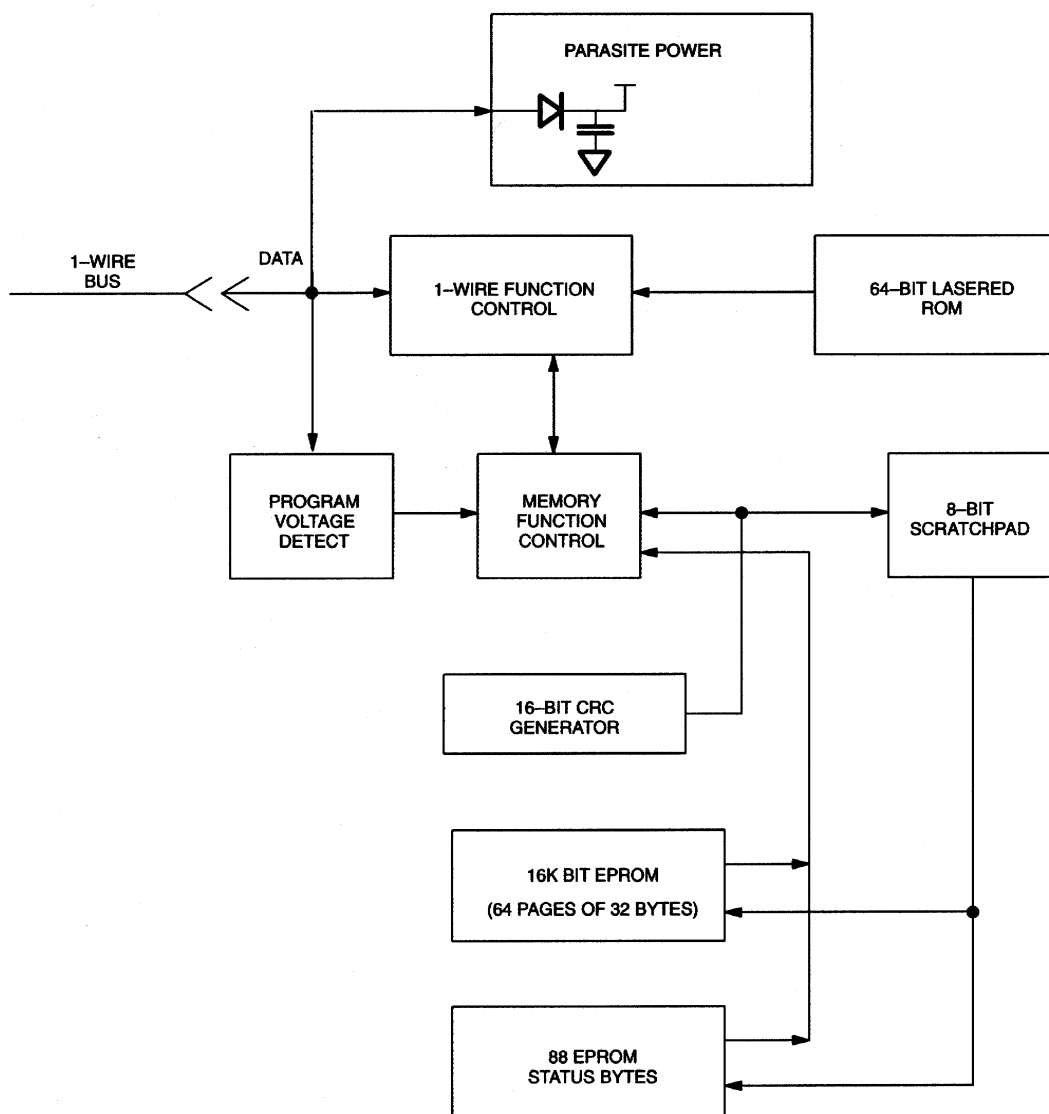 PARASITE POWER
1–WIRE
BUS
DATA
1–WIRE FUNCTION
CONTROL
64–BIT LASERED
ROM
PROGRAM
VOLTAGE
DETECT
MEMORY
FUNCTION
CONTROL
8–BIT
SCRATCHPAD
16–BIT CRC
GENERATOR
16K BIT EPROM
(64 PAGES OF 32 BYTES)
88 EPROM
STATUS BYTES